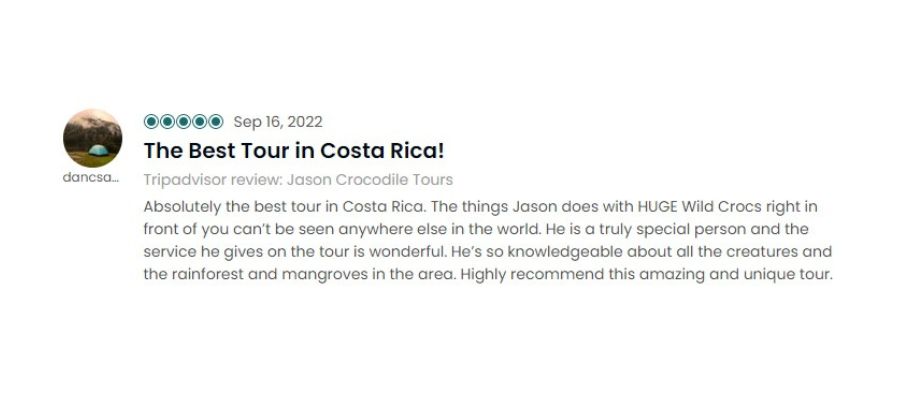 Sep 16, 2022
The Best Tour in Costa Rica!
dancsa...
Tripadvisor review: Jason Crocodile Tours
Absolutely the best tour in Costa Rica. The things Jason does with HUGE Wild Crocs right in
front of you can’t be seen anywhere else in the world. He is a truly special person and the
service he gives on the tour is wonderful. He’s so knowledgeable about all the creatures and
the rainforest and mangroves in the area. Highly recommend this amazing and unique tour.